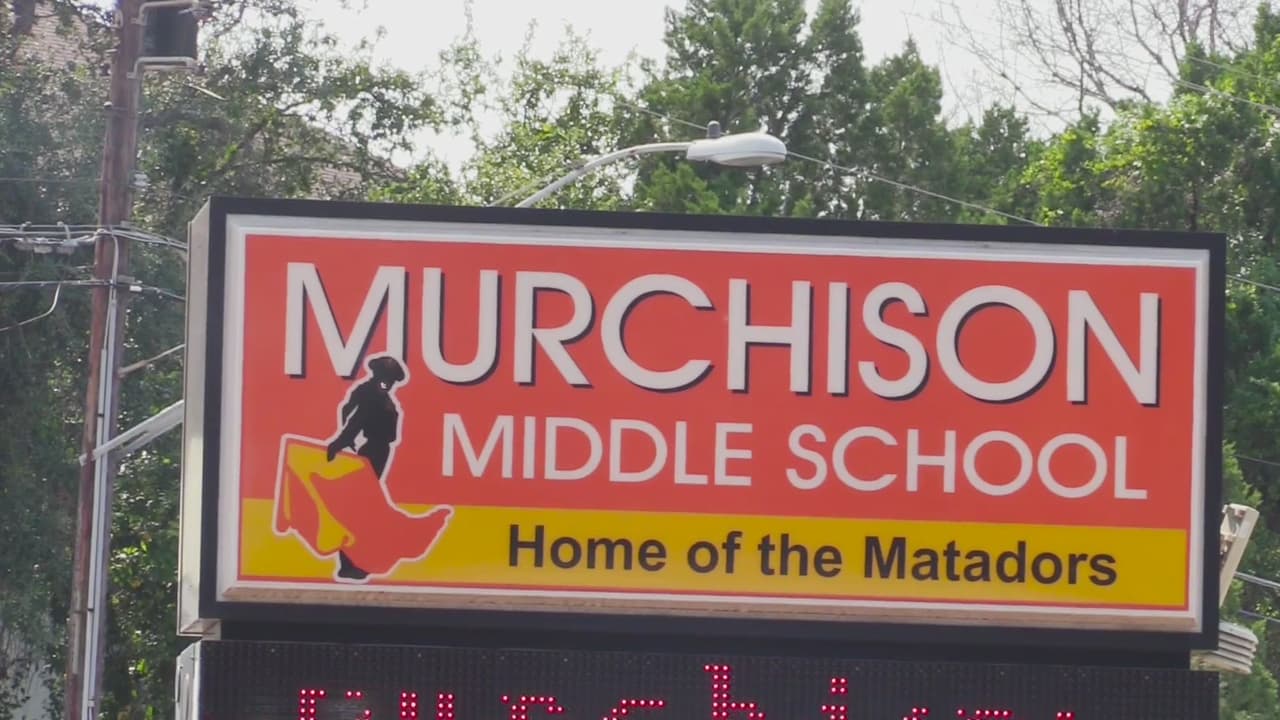 MURCHISON
MIDDLE SCHOOL
Home of the Matadors